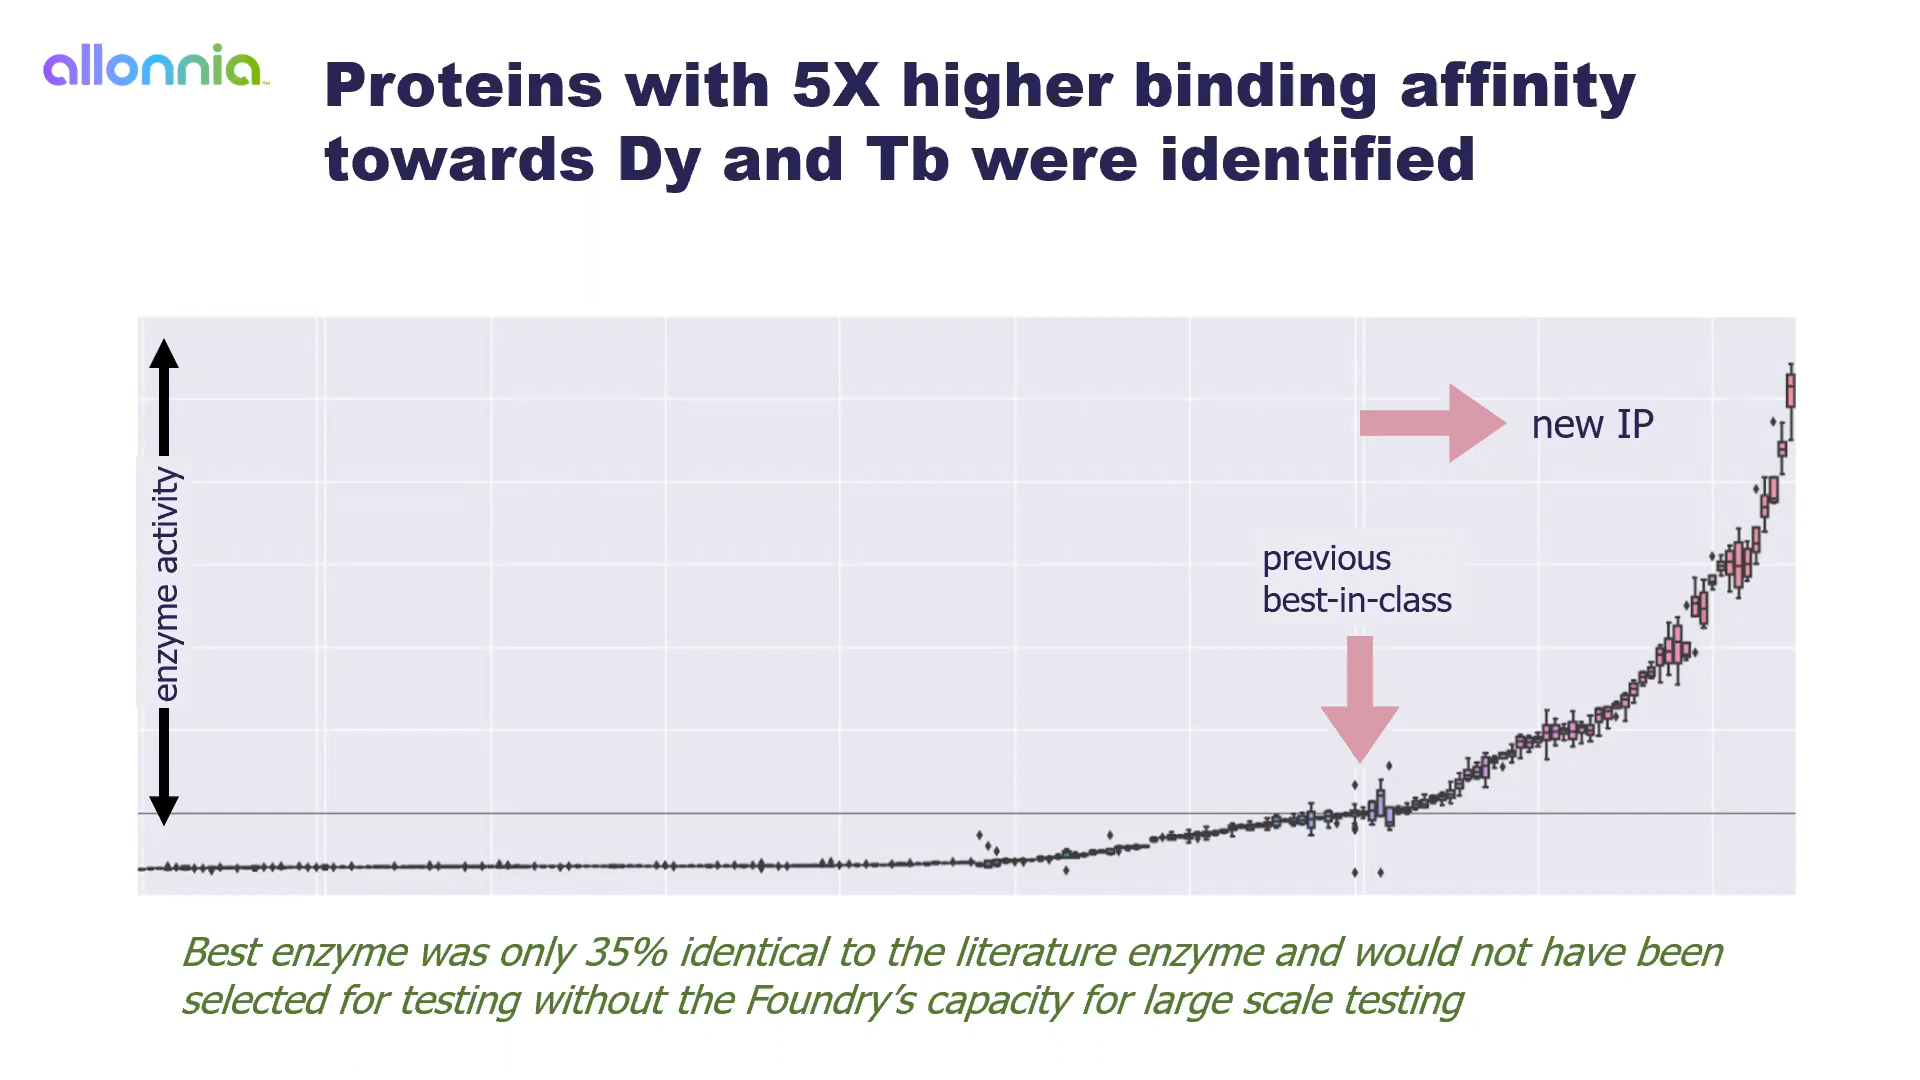 allonnia™
Proteins with 5X higher binding affinity
towards Dy and Tb were identified
enzyme activity
new IP
previous
best-in-class
Best enzyme was only 35% identical to the literature enzyme and would not have been
selected for testing without the Foundry’s capacity for large scale testing